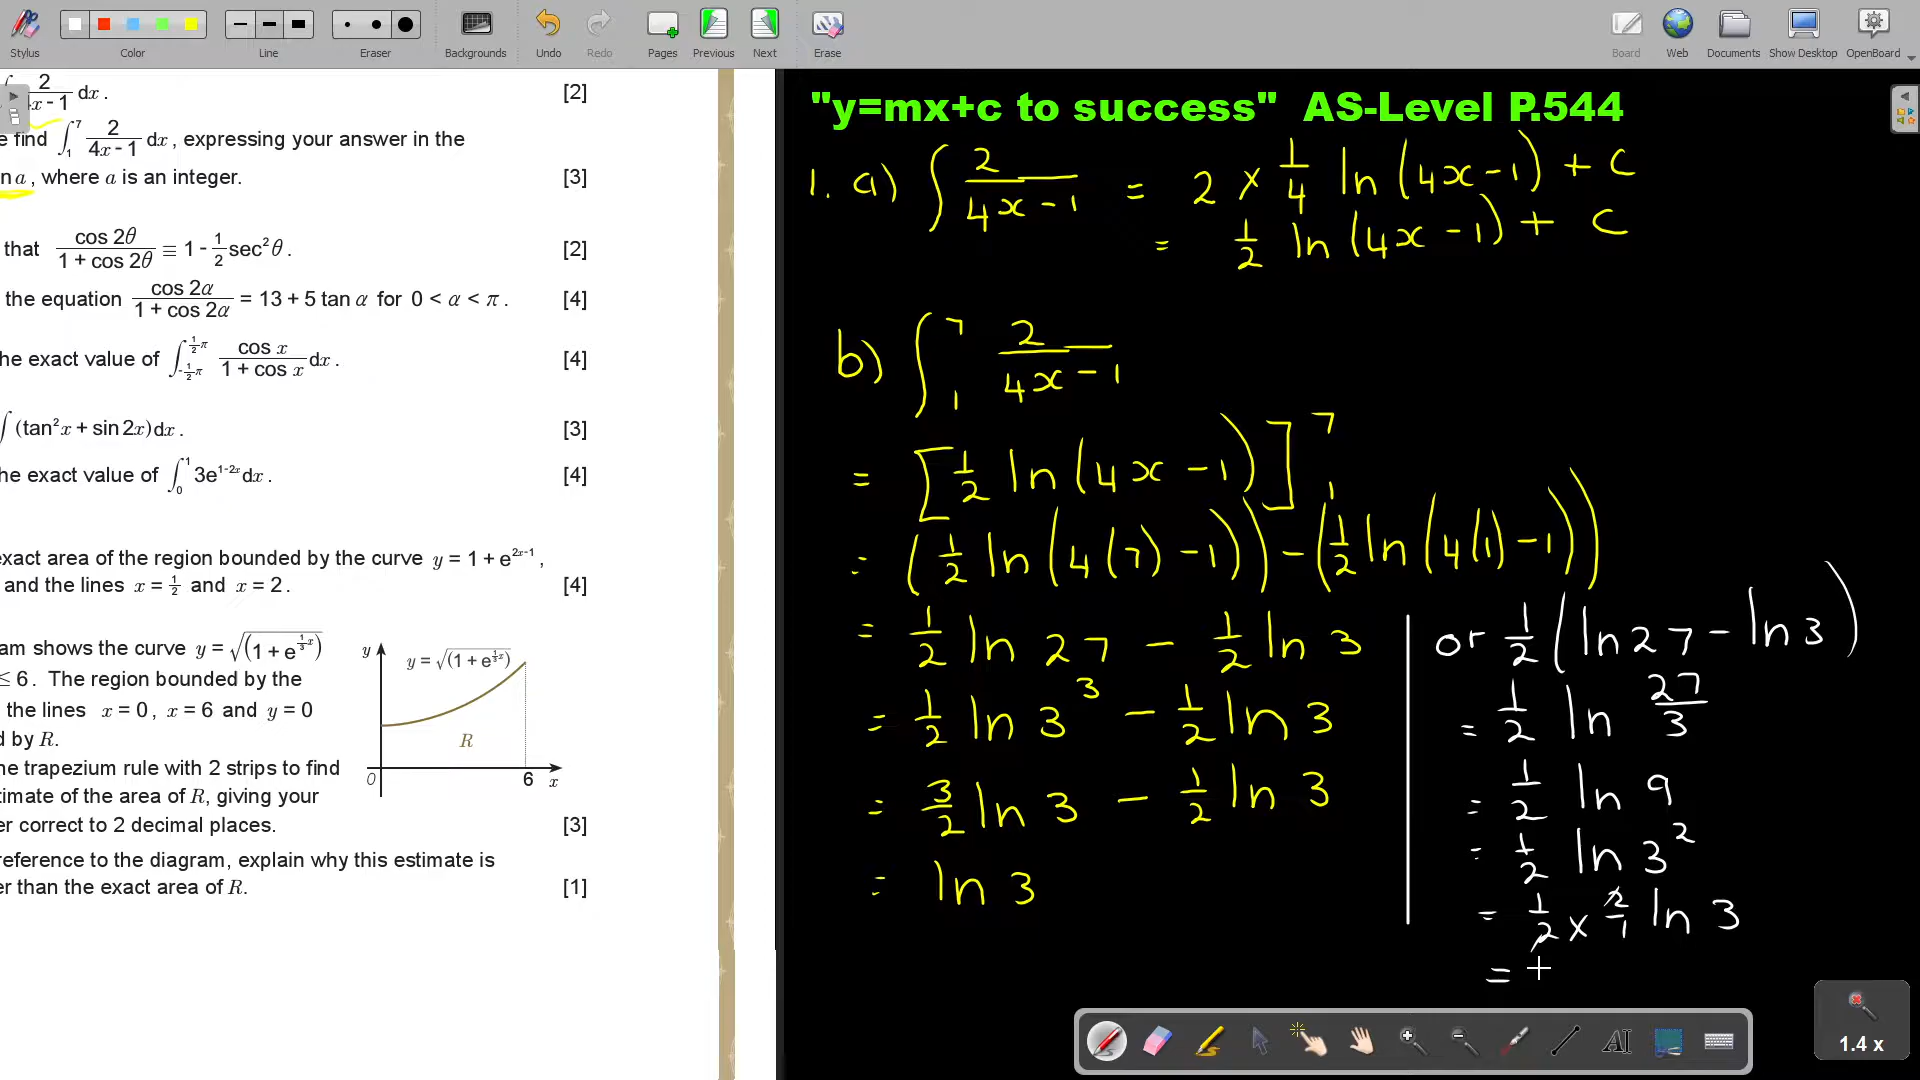 Stylus Color Line Eraser Backgrounds Undo Redo Pages Previous Next Erase Board Web Documents Show Desktop OpenBoard
∫ 2/(4x-1) dx. [2]
e find ∫₁⁷ 2/(4x-1) dx, expressing your answer in the
n a, where a is an integer. [3]
that cos 2θ/(1 + cos 2θ) ≡ 1 - ½ sec²θ. [2]
the equation cos 2α/(1 + cos 2α) = 13 + 5 tan α for 0 < α < π. [4]
he exact value of ∫_{-½π}^{½π} cos x/(1 + cos x) dx. [4]
∫ (tan²x + sin 2x)dx. [3]
he exact value of ∫₀¹ 3e^{1-2x} dx. [4]
exact area of the region bounded by the curve y = 1 + e^{2x-1},
and the lines x = ½ and x = 2. [4]
am shows the curve y = √(1 + e^{⅓x})
≤ 6. The region bounded by the
the lines x = 0, x = 6 and y = 0
d by R.
he trapezium rule with 2 strips to find
timate of the area of R, giving your
er correct to 2 decimal places. [3]
reference to the diagram, explain why this estimate is
er than the exact area of R. [1]
y
y = √(1 + e^{⅓x})
R
0 6 x
"y=mx+c to success" AS-Level P.544
1. a) ∫ 2/(4x-1) = 2 × 1/4 ln(4x-1) + c
= 1/2 ln(4x-1) + c
b) ∫₁⁷ 2/(4x-1)
= [1/2 ln(4x-1)]₁⁷
= (1/2 ln(4(7)-1)) - (1/2 ln(4(1)-1))
= 1/2 ln 27 - 1/2 ln 3
= 1/2 ln 3³ - 1/2 ln 3
= 3/2 ln 3 - 1/2 ln 3
= ln 3
or 1/2 (ln 27 - ln 3)
= 1/2 ln 27/3
= 1/2 ln 9
= 1/2 ln 3²
= 1/2 × 2/1 ln 3
=
1.4 x